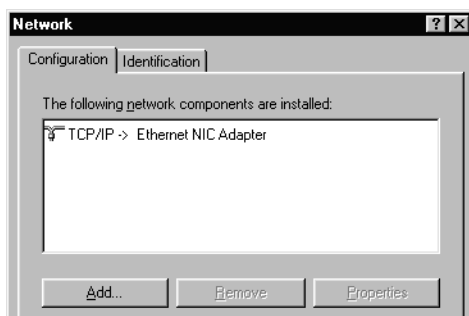 Network
Configuration Identification
The following network components are installed:
TCP/IP -> Ethernet NIC Adapter
Add... Remove Properties